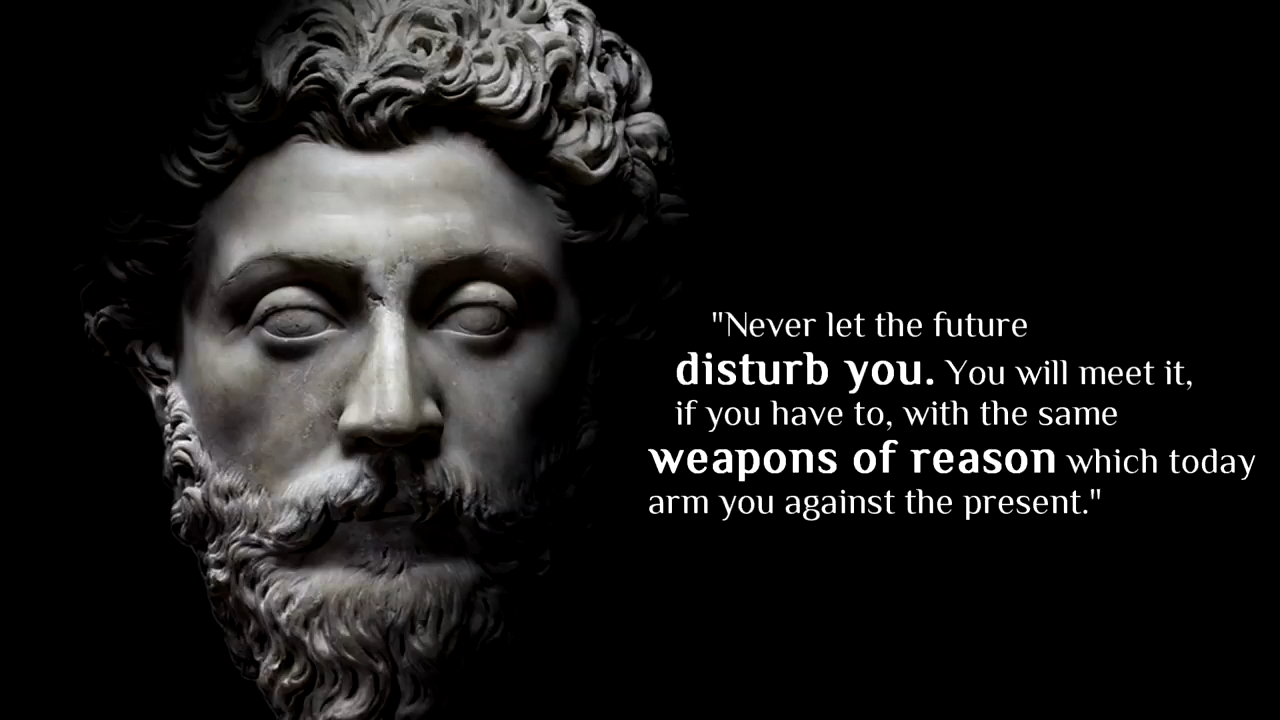 "Never let the future
disturb you. You will meet it,
if you have to, with the same
weapons of reason which today
arm you against the present."